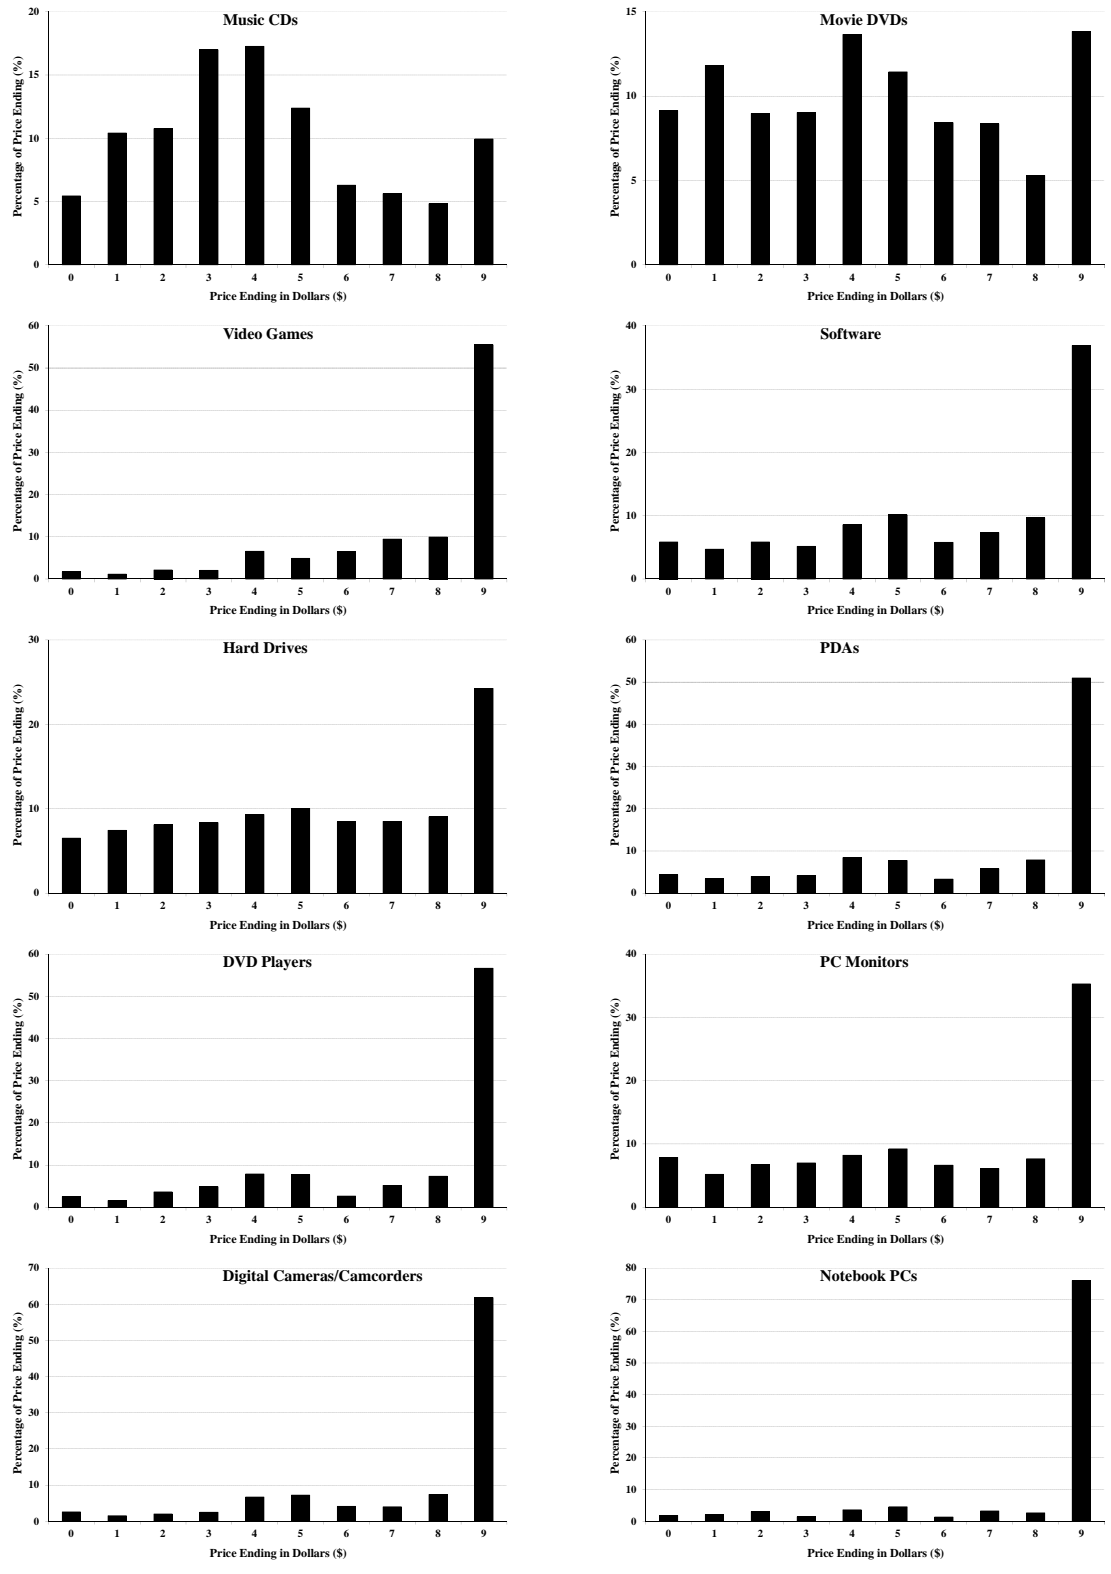 Music CDs
Percentage of Price Ending (%)
20
15
10
5
0
0 1 2 3 4 5 6 7 8 9
Price Ending in Dollars ($)
Movie DVDs
Percentage of Price Ending (%)
15
10
5
0
0 1 2 3 4 5 6 7 8 9
Price Ending in Dollars ($)
Video Games
Percentage of Price Ending (%)
60
50
40
30
20
10
0
0 1 2 3 4 5 6 7 8 9
Price Ending in Dollars ($)
Software
Percentage of Price Ending (%)
40
30
20
10
0
0 1 2 3 4 5 6 7 8 9
Price Ending in Dollars ($)
Hard Drives
Percentage of Price Ending (%)
30
20
10
0
0 1 2 3 4 5 6 7 8 9
Price Ending in Dollars ($)
PDAs
Percentage of Price Ending (%)
60
50
40
30
20
10
0
0 1 2 3 4 5 6 7 8 9
Price Ending in Dollars ($)
DVD Players
Percentage of Price Ending (%)
60
50
40
30
20
10
0
0 1 2 3 4 5 6 7 8 9
Price Ending in Dollars ($)
PC Monitors
Percentage of Price Ending (%)
40
30
20
10
0
0 1 2 3 4 5 6 7 8 9
Price Ending in Dollars ($)
Digital Cameras/Camcorders
Percentage of Price Ending (%)
70
60
50
40
30
20
10
0
0 1 2 3 4 5 6 7 8 9
Price Ending in Dollars ($)
Notebook PCs
Percentage of Price Ending (%)
80
70
60
50
40
30
20
10
0
0 1 2 3 4 5 6 7 8 9
Price Ending in Dollars ($)